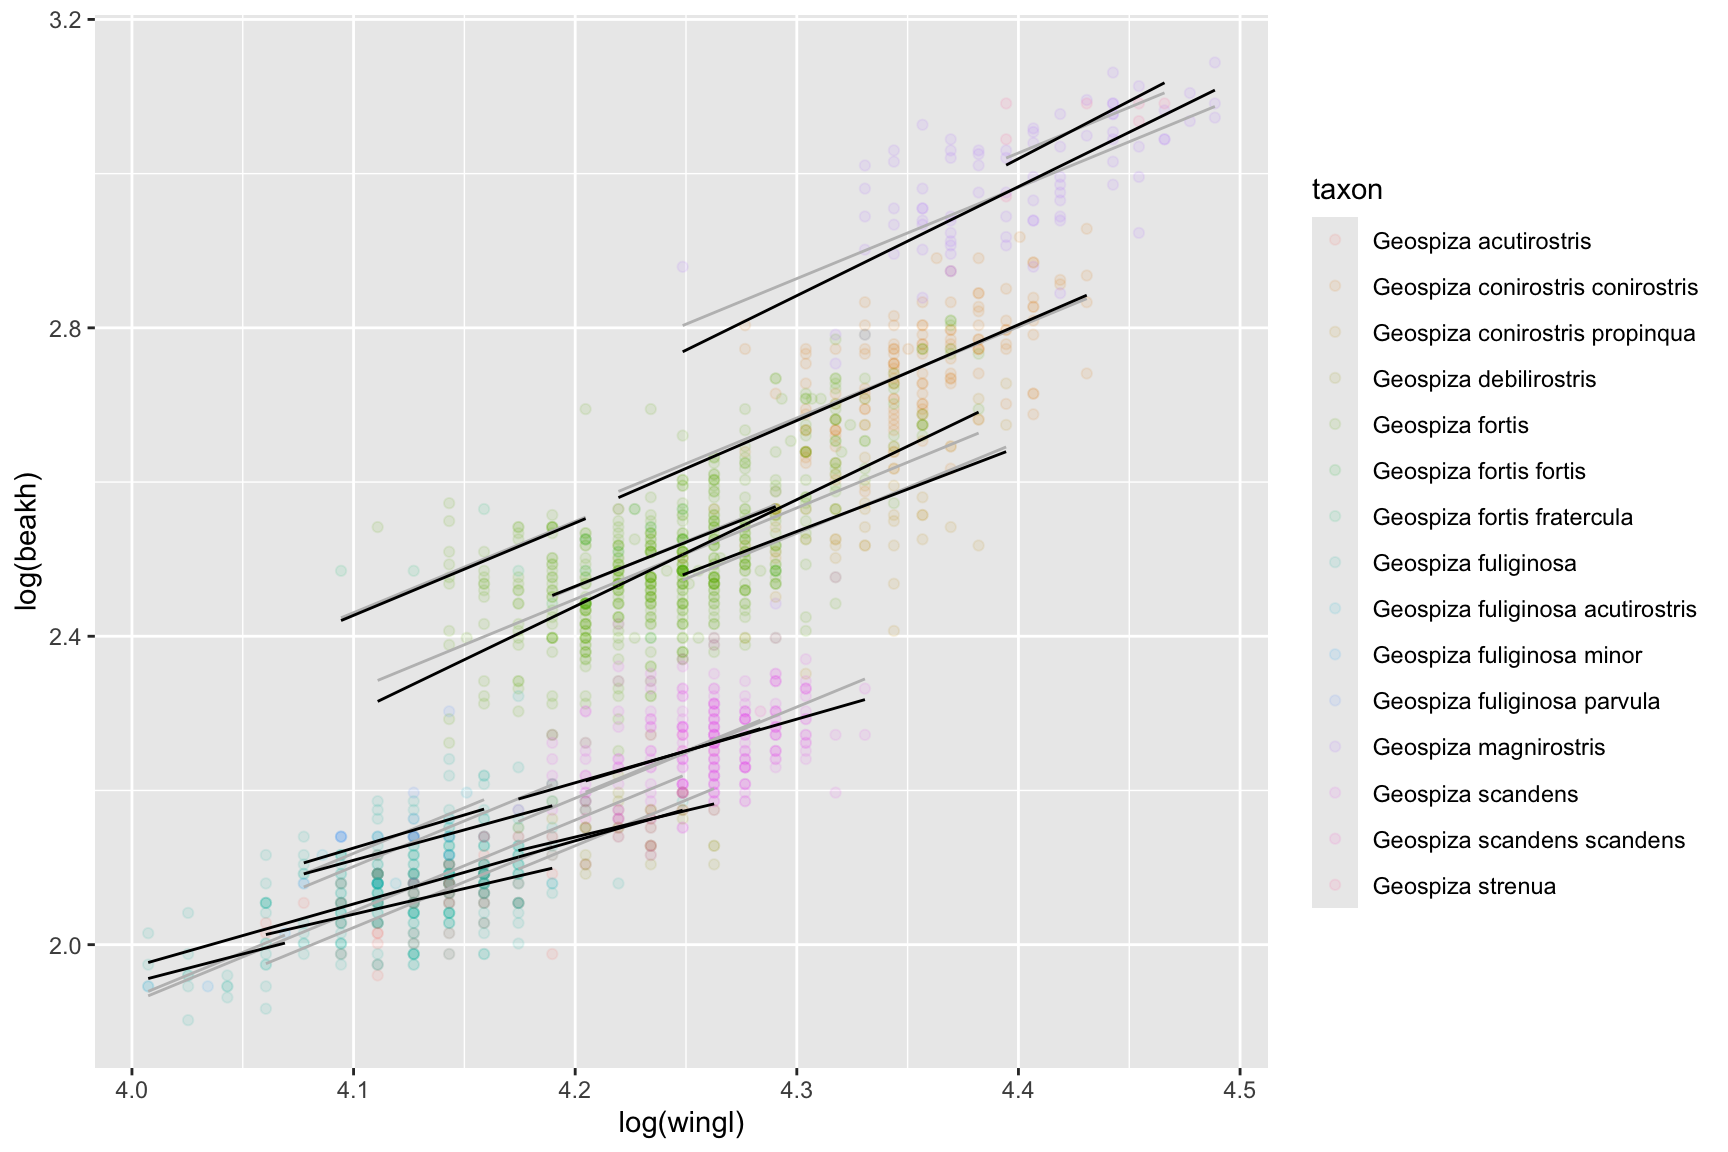 3.2
2.8
2.4
2.0
log(beakh)
4.0 4.1 4.2 4.3 4.4 4.5
log(wingl)
taxon
Geospiza acutirostris
Geospiza conirostris conirostris
Geospiza conirostris propinqua
Geospiza debilirostris
Geospiza fortis
Geospiza fortis fortis
Geospiza fortis fratercula
Geospiza fuliginosa
Geospiza fuliginosa acutirostris
Geospiza fuliginosa minor
Geospiza fuliginosa parvula
Geospiza magnirostris
Geospiza scandens
Geospiza scandens scandens
Geospiza strenua